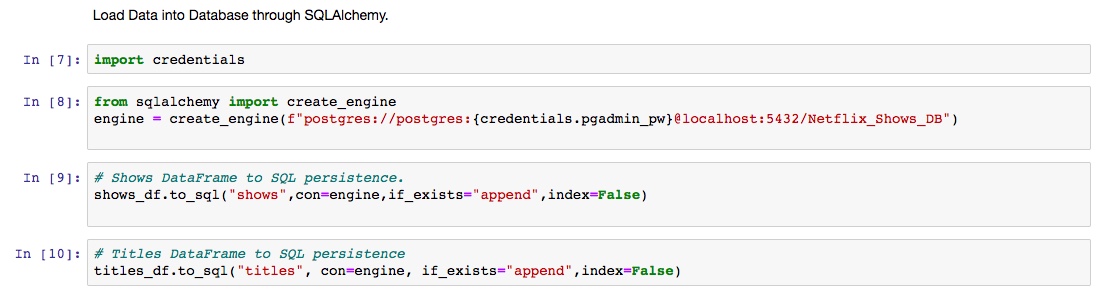 Load Data into Database through SQLAlchemy.
In [7]: import credentials
In [8]: from sqlalchemy import create_engine
engine = create_engine(f"postgres://postgres:{credentials.pgadmin_pw}@localhost:5432/Netflix_Shows_DB")
In [9]: # Shows DataFrame to SQL persistence.
shows_df.to_sql("shows",con=engine,if_exists="append",index=False)
In [10]: # Titles DataFrame to SQL persistence
titles_df.to_sql("titles", con=engine, if_exists="append",index=False)